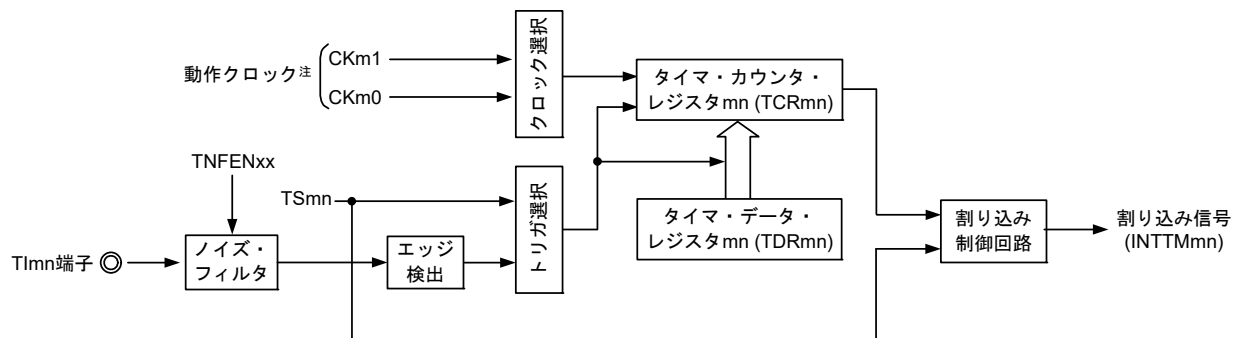 動作クロック注
CKm1
CKm0
クロック選択
タイマ・カウンタ・
レジスタmn (TCRmn)
TNFENxx
TSmn
トリガ選択
タイマ・データ・
レジスタmn (TDRmn)
割り込み
制御回路
割り込み信号
(INTTMmn)
TImn端子
ノイズ・
フィルタ
エッジ
検出